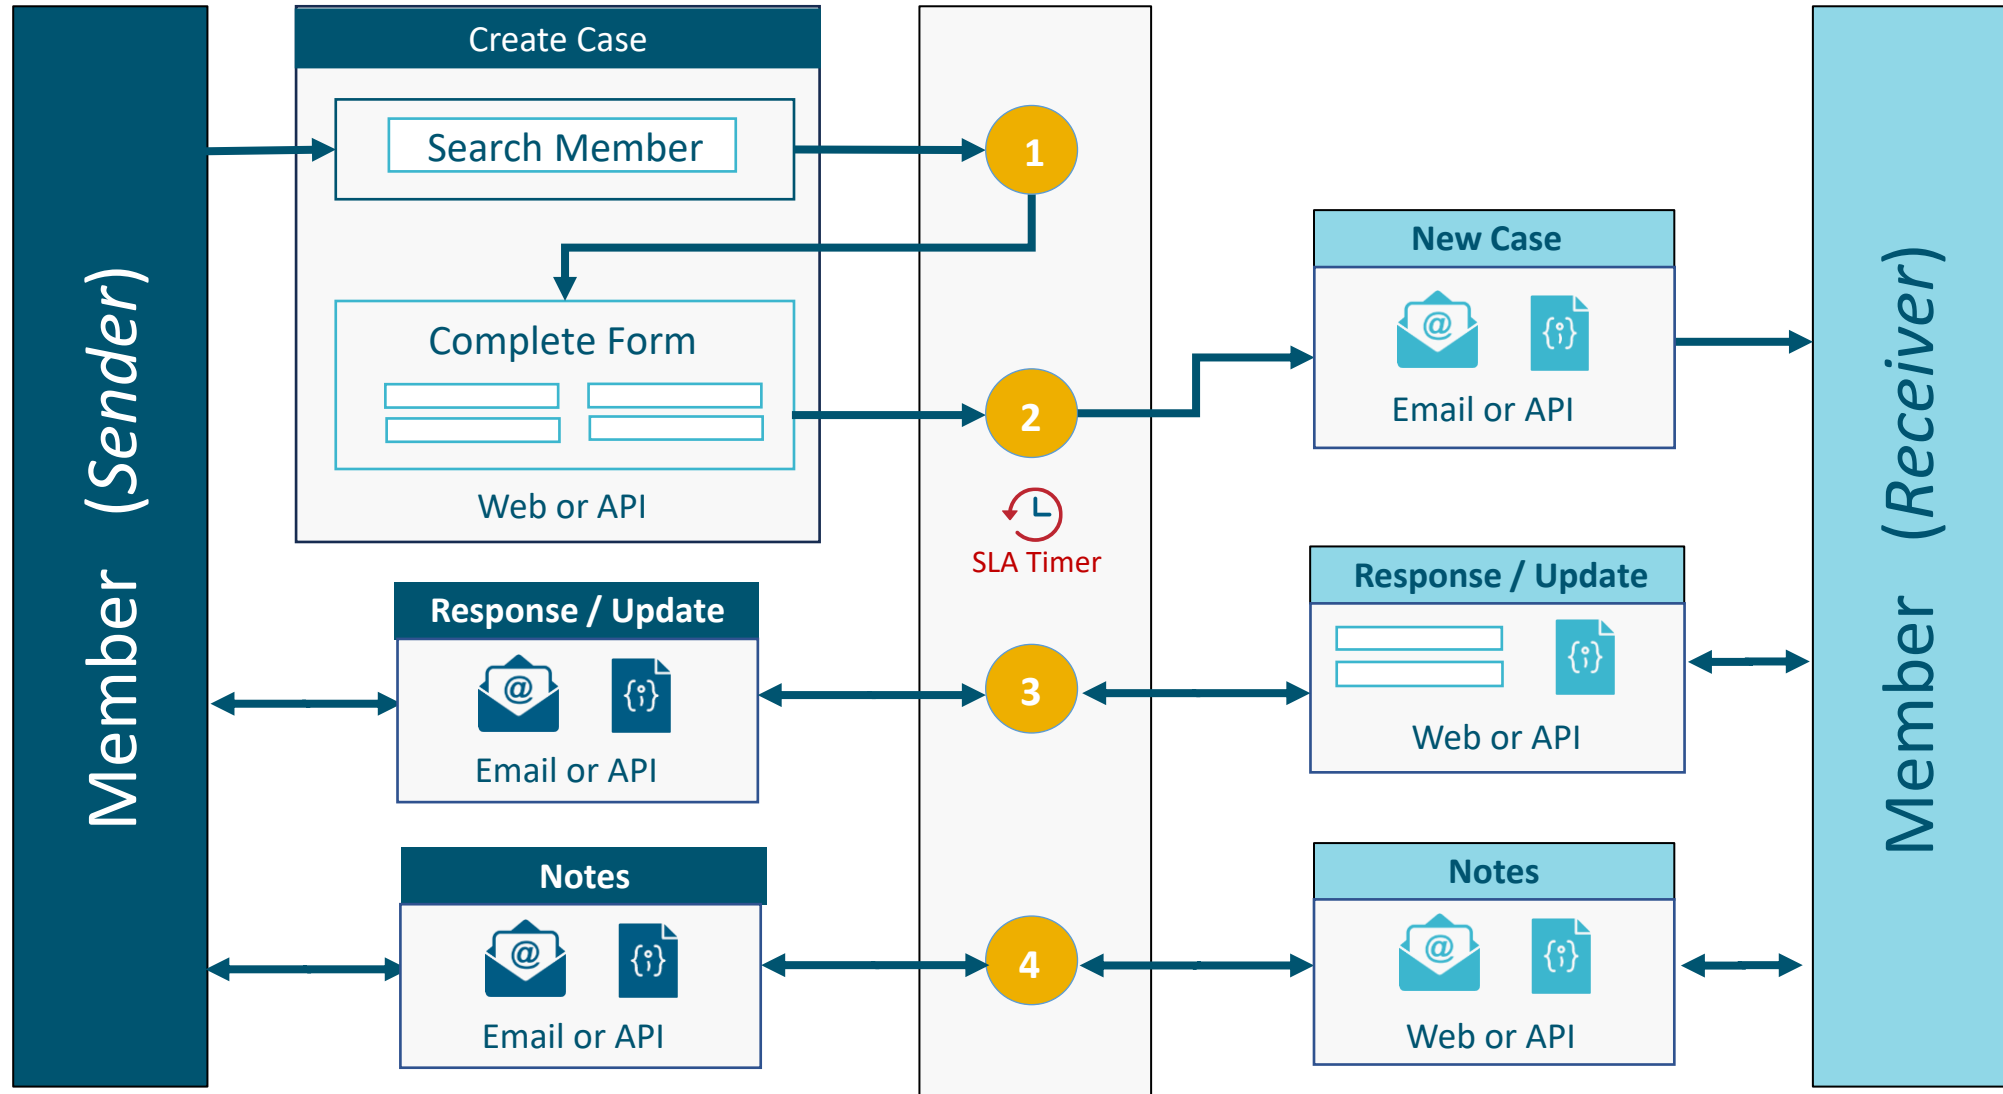 Member (Sender)
Create Case
Search Member
Complete Form
Web or API
Response / Update
@
{;}
Email or API
Notes
@
{;}
Email or API
1
2
SLA Timer
3
4
New Case
@
{;}
Email or API
Response / Update
{;}
Web or API
Notes
@
{;}
Web or API
Member (Receiver)